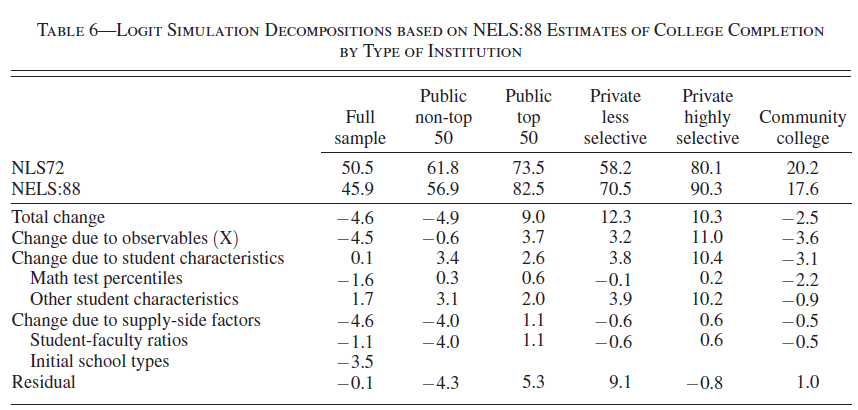 TABLE 6—LOGIT SIMULATION DECOMPOSITIONS BASED ON NELS:88 ESTIMATES OF COLLEGE COMPLETION
BY TYPE OF INSTITUTION
Public Public Private Private
Full non-top top less highly Community
sample 50 50 selective selective college
NLS72 50.5 61.8 73.5 58.2 80.1 20.2
NELS:88 45.9 56.9 82.5 70.5 90.3 17.6
Total change −4.6 −4.9 9.0 12.3 10.3 −2.5
Change due to observables (X) −4.5 −0.6 3.7 3.2 11.0 −3.6
Change due to student characteristics 0.1 3.4 2.6 3.8 10.4 −3.1
Math test percentiles −1.6 0.3 0.6 −0.1 0.2 −2.2
Other student characteristics 1.7 3.1 2.0 3.9 10.2 −0.9
Change due to supply-side factors −4.6 −4.0 1.1 −0.6 0.6 −0.5
Student-faculty ratios −1.1 −4.0 1.1 −0.6 0.6 −0.5
Initial school types −3.5
Residual −0.1 −4.3 5.3 9.1 −0.8 1.0